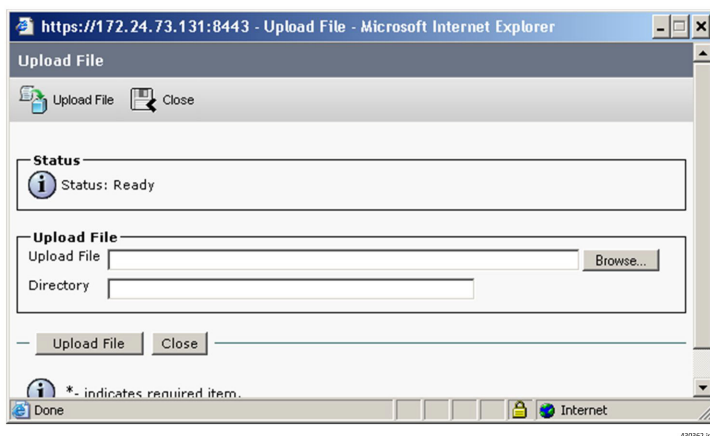 https://172.24.73.131:8443 - Upload File - Microsoft Internet Explorer
Upload File
Upload File Close
Status
Status: Ready
Upload File
Upload File Browse...
Directory
Upload File Close
*- indicates required item.
Done Internet